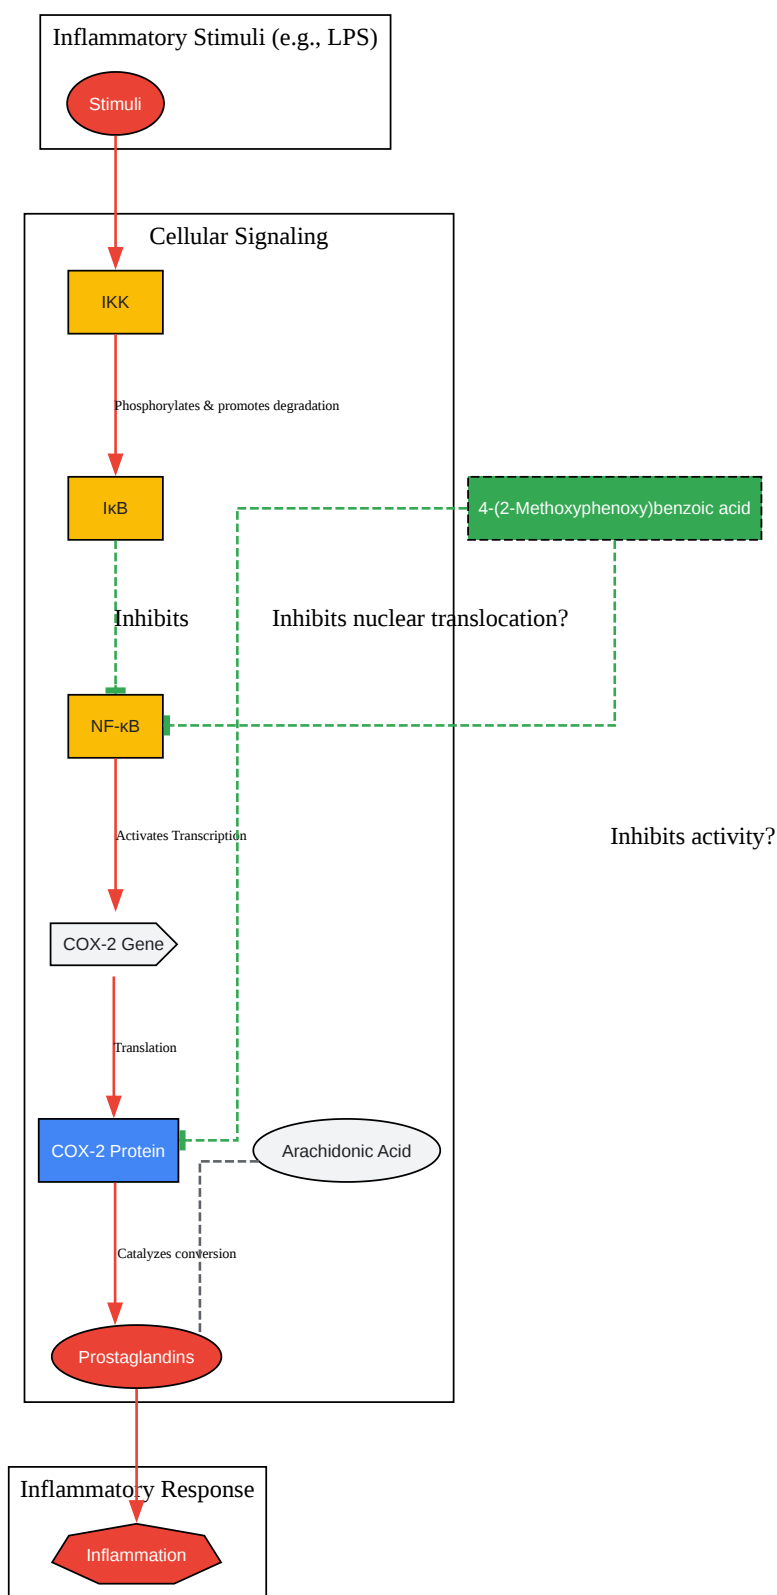 Inflammatory Stimuli (e.g., LPS)
Stimuli
Cellular Signaling
IKK
Phosphorylates & promotes degradation
IκB
4-(2-Methoxyphenoxy)benzoic acid
Inhibits
Inhibits nuclear translocation?
NF-κB
Activates Transcription
Inhibits activity?
COX-2 Gene
Translation
COX-2 Protein
Arachidonic Acid
Catalyzes conversion
Prostaglandins
Inflammatory Response
Inflammation